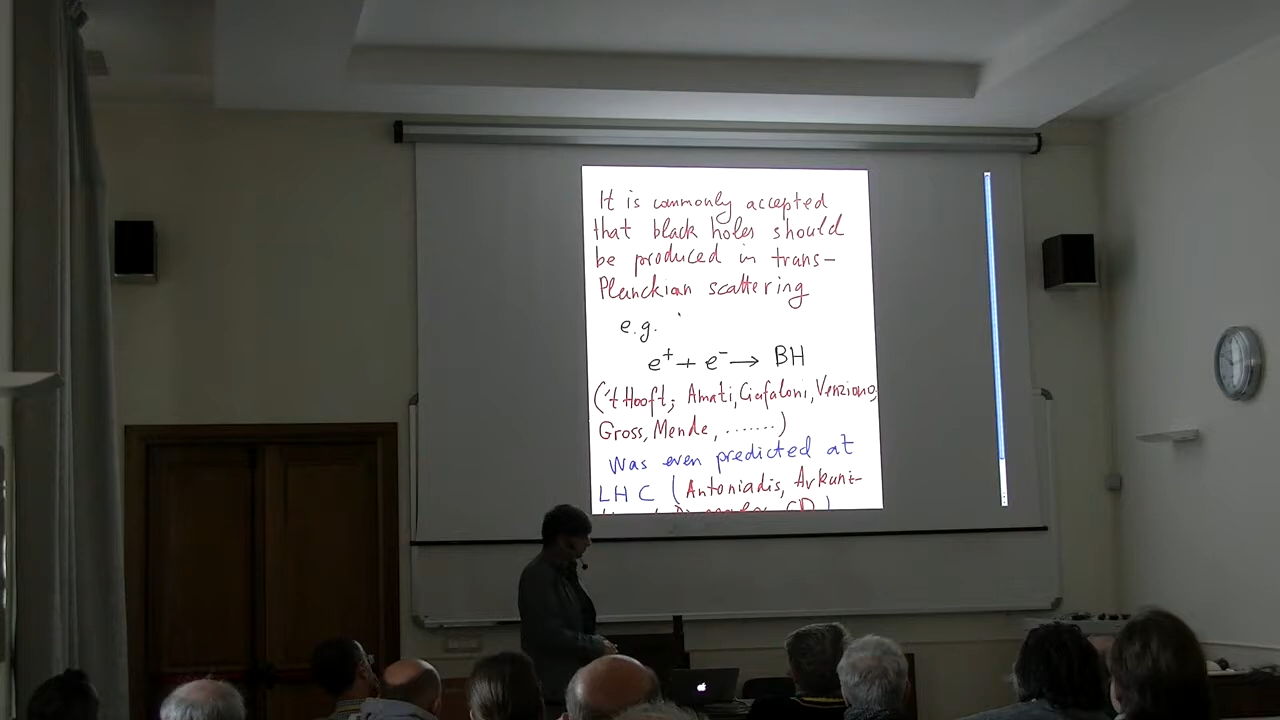 It is commonly accepted
that black holes should
be produced in trans-
Planckian scattering
e.g.
e⁺ + e⁻ → BH
('t Hooft; Amati, Ciafaloni, Venziano,
Gross, Mende, .......)
Was even predicted at
LHC (Antoniadis, Arkani-